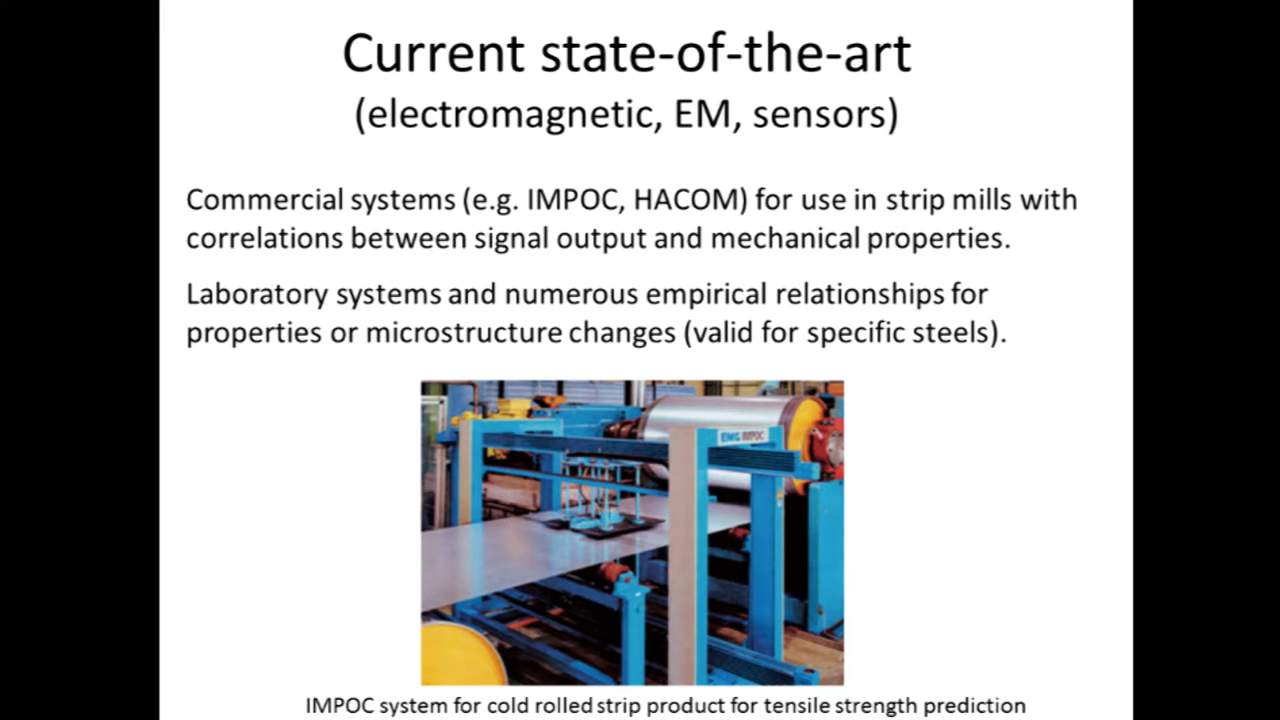 Current state-of-the-art
(electromagnetic, EM, sensors)
Commercial systems (e.g. IMPOC, HACOM) for use in strip mills with
correlations between signal output and mechanical properties.
Laboratory systems and numerous empirical relationships for
properties or microstructure changes (valid for specific steels).
EMG IMPOC
IMPOC system for cold rolled strip product for tensile strength prediction